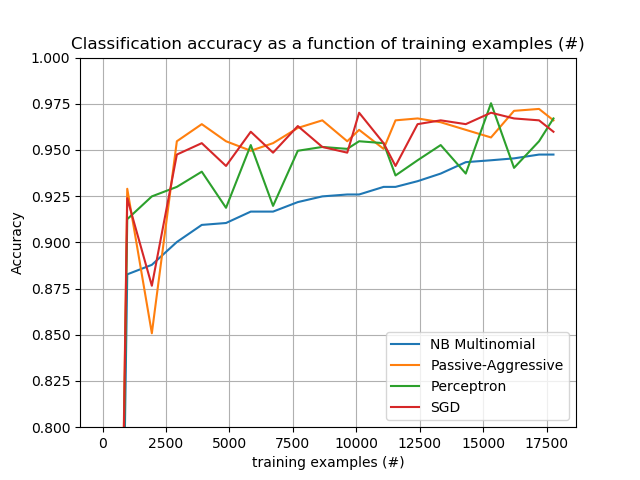 Classification accuracy as a function of training examples (#)
1.000
0.975
0.950
0.925
0.900
0.875
0.850
0.825
0.800
Accuracy
NB Multinomial
Passive-Aggressive
Perceptron
SGD
0 2500 5000 7500 10000 12500 15000 17500
training examples (#)